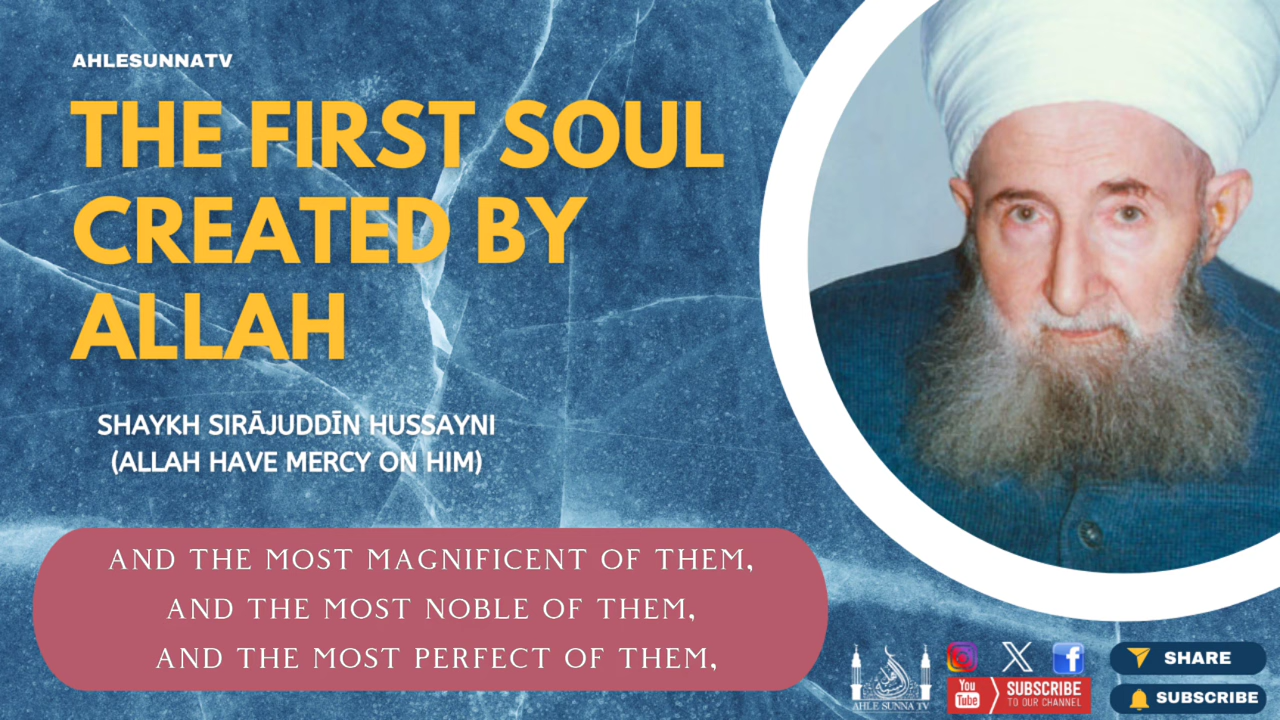 AHLESUNNATV
THE FIRST SOUL
CREATED BY
ALLAH
SHAYKH SIRĀJUDDĪN HUSSAYNI
(ALLAH HAVE MERCY ON HIM)
AND THE MOST MAGNIFICENT OF THEM,
AND THE MOST NOBLE OF THEM,
AND THE MOST PERFECT OF THEM,
AHLE SUNNA TV
You
Tube
SUBSCRIBE
TO OUR CHANNEL
SHARE
SUBSCRIBE